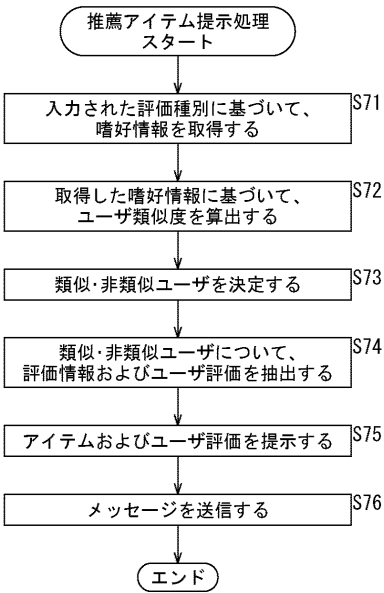 推薦アイテム提示処理
スタート
S71
入力された評価種別に基づいて、
嗜好情報を取得する
S72
取得した嗜好情報に基づいて、
ユーザ類似度を算出する
S73
類似･非類似ユーザを決定する
S74
類似･非類似ユーザについて、
評価情報およびユーザ評価を抽出する
S75
アイテムおよびユーザ評価を提示する
S76
メッセージを送信する
エンド